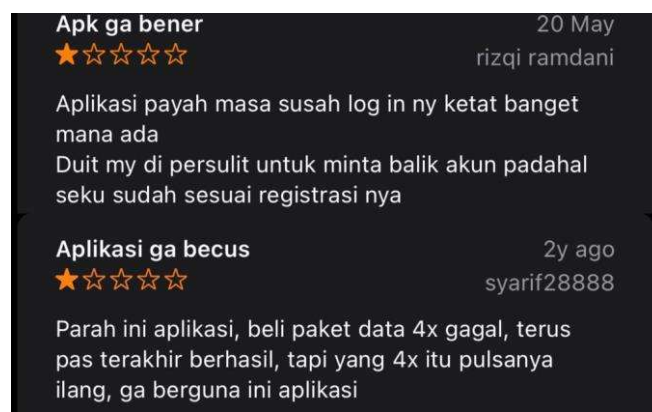 Apk ga bener
20 May
rizqi ramdani
Aplikasi payah masa susah log in ny ketat banget
mana ada
Duit my di persulit untuk minta balik akun padahal
seku sudah sesuai registrasi nya
Aplikasi ga becus
2y ago
syarif28888
Parah ini aplikasi, beli paket data 4x gagal, terus
pas terakhir berhasil, tapi yang 4x itu pulsanya
ilang, ga berguna ini aplikasi